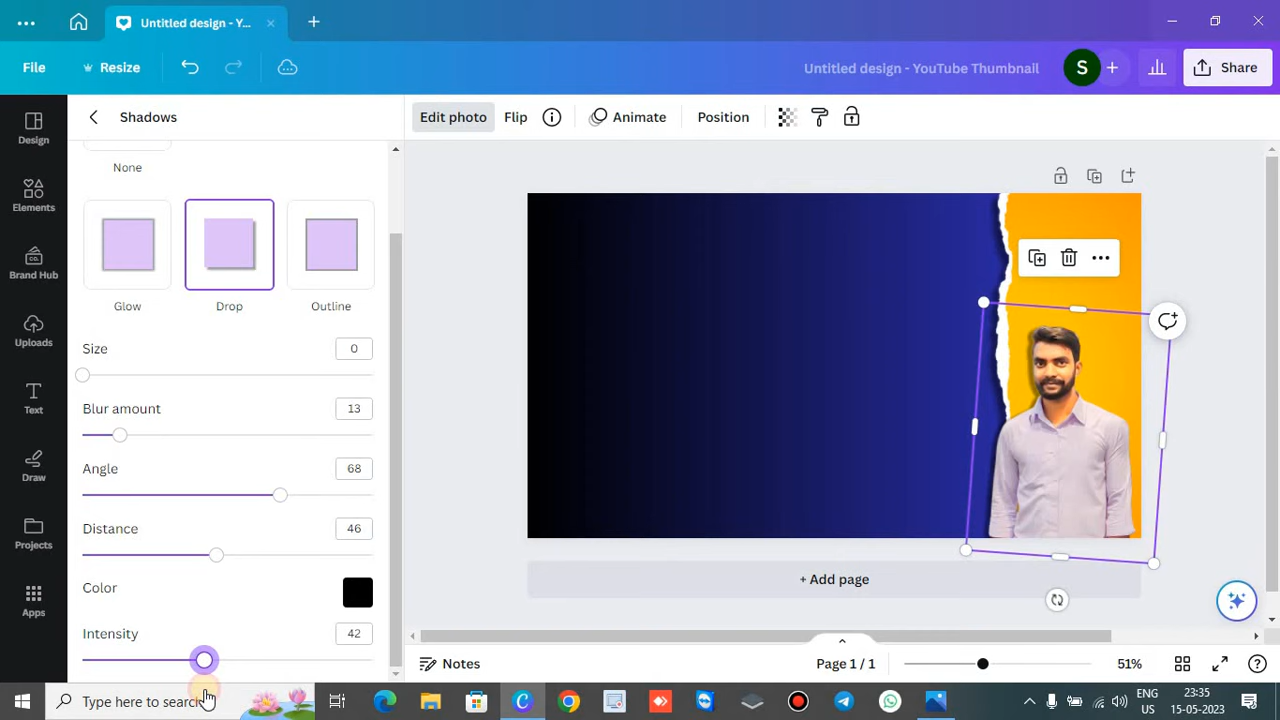 Untitled design - Y...
File
Resize
Untitled design - YouTube Thumbnail
S
Share
Design
Elements
Brand Hub
Uploads
Text
Draw
Projects
Apps
Shadows
None
Glow
Drop
Outline
Size
0
Blur amount
13
Angle
68
Distance
46
Color
Intensity
42
Edit photo
Flip
Animate
Position
+ Add page
Notes
Page 1 / 1
51%
Type here to search
ENG
IN
23:35
15-05-2023